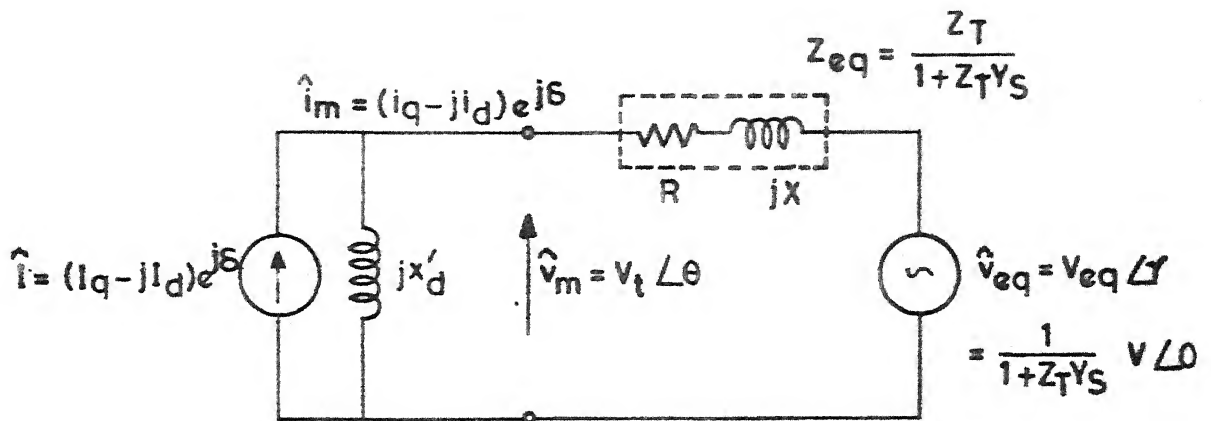 Z_eq = Z_T / (1 + Z_T Y_S)
î_m = (i_q - j i_d) e^{jδ}
R
jX
Î = (I_q - j I_d) e^{jδ}
j x'_d
v̂_m = V_t ∠θ
v̂_eq = V_eq ∠γ
= 1 / (1 + Z_T Y_S) V ∠0